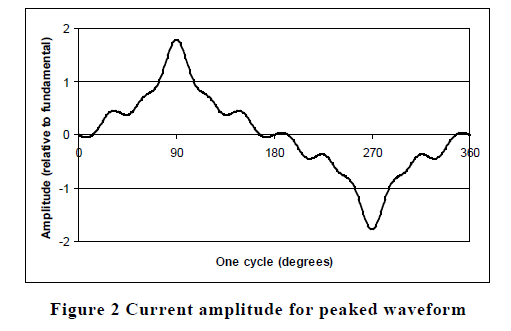 2
1
0
-1
-2
0 90 180 270 360
Amplitude (relative to fundamental)
One cycle (degrees)
Figure 2 Current amplitude for peaked waveform